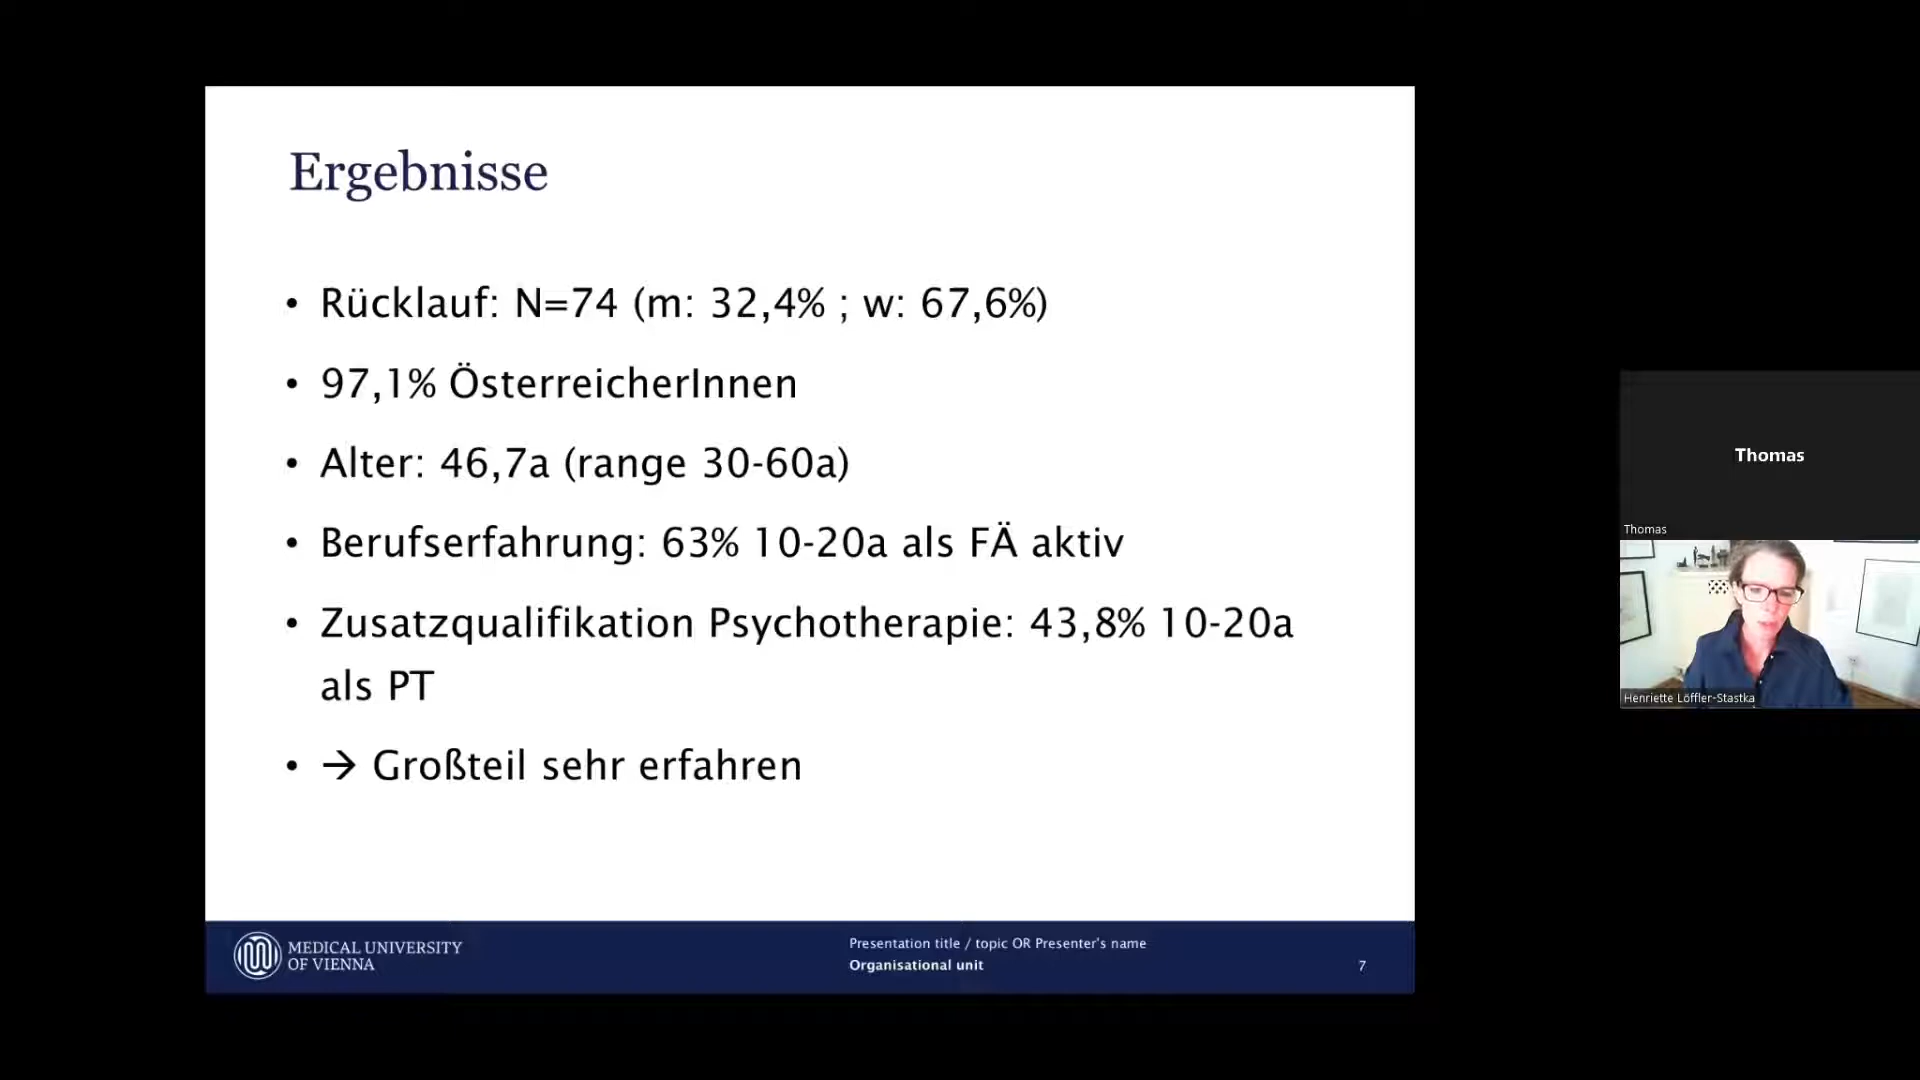 Ergebnisse
• Rücklauf: N=74 (m: 32,4% ; w: 67,6%)
• 97,1% ÖsterreicherInnen
• Alter: 46,7a (range 30-60a)
• Berufserfahrung: 63% 10-20a als FÄ aktiv
• Zusatzqualifikation Psychotherapie: 43,8% 10-20a
als PT
• → Großteil sehr erfahren
MEDICAL UNIVERSITY
OF VIENNA
Presentation title / topic OR Presenter's name
Organisational unit
7
Thomas
Thomas
Henriette Löffler-Stastka